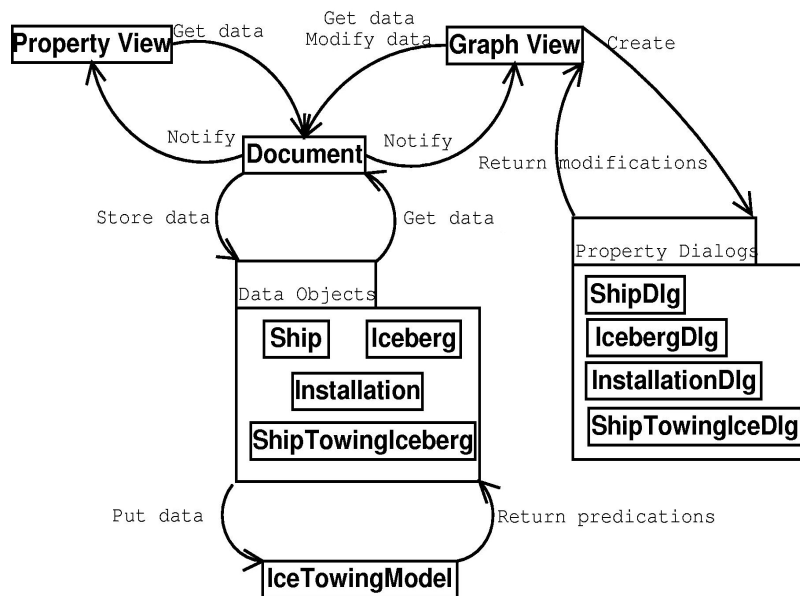 Get data
Property View
Get data
Modify data
Graph View
Create
Notify
Document
Notify
Return modifications
Store data
Get data
Property Dialogs
Data Objects
ShipDlg
Ship
Iceberg
IcebergDlg
Installation
InstallationDlg
ShipTowingIceberg
ShipTowingIceDlg
Put data
Return predications
IceTowingModel